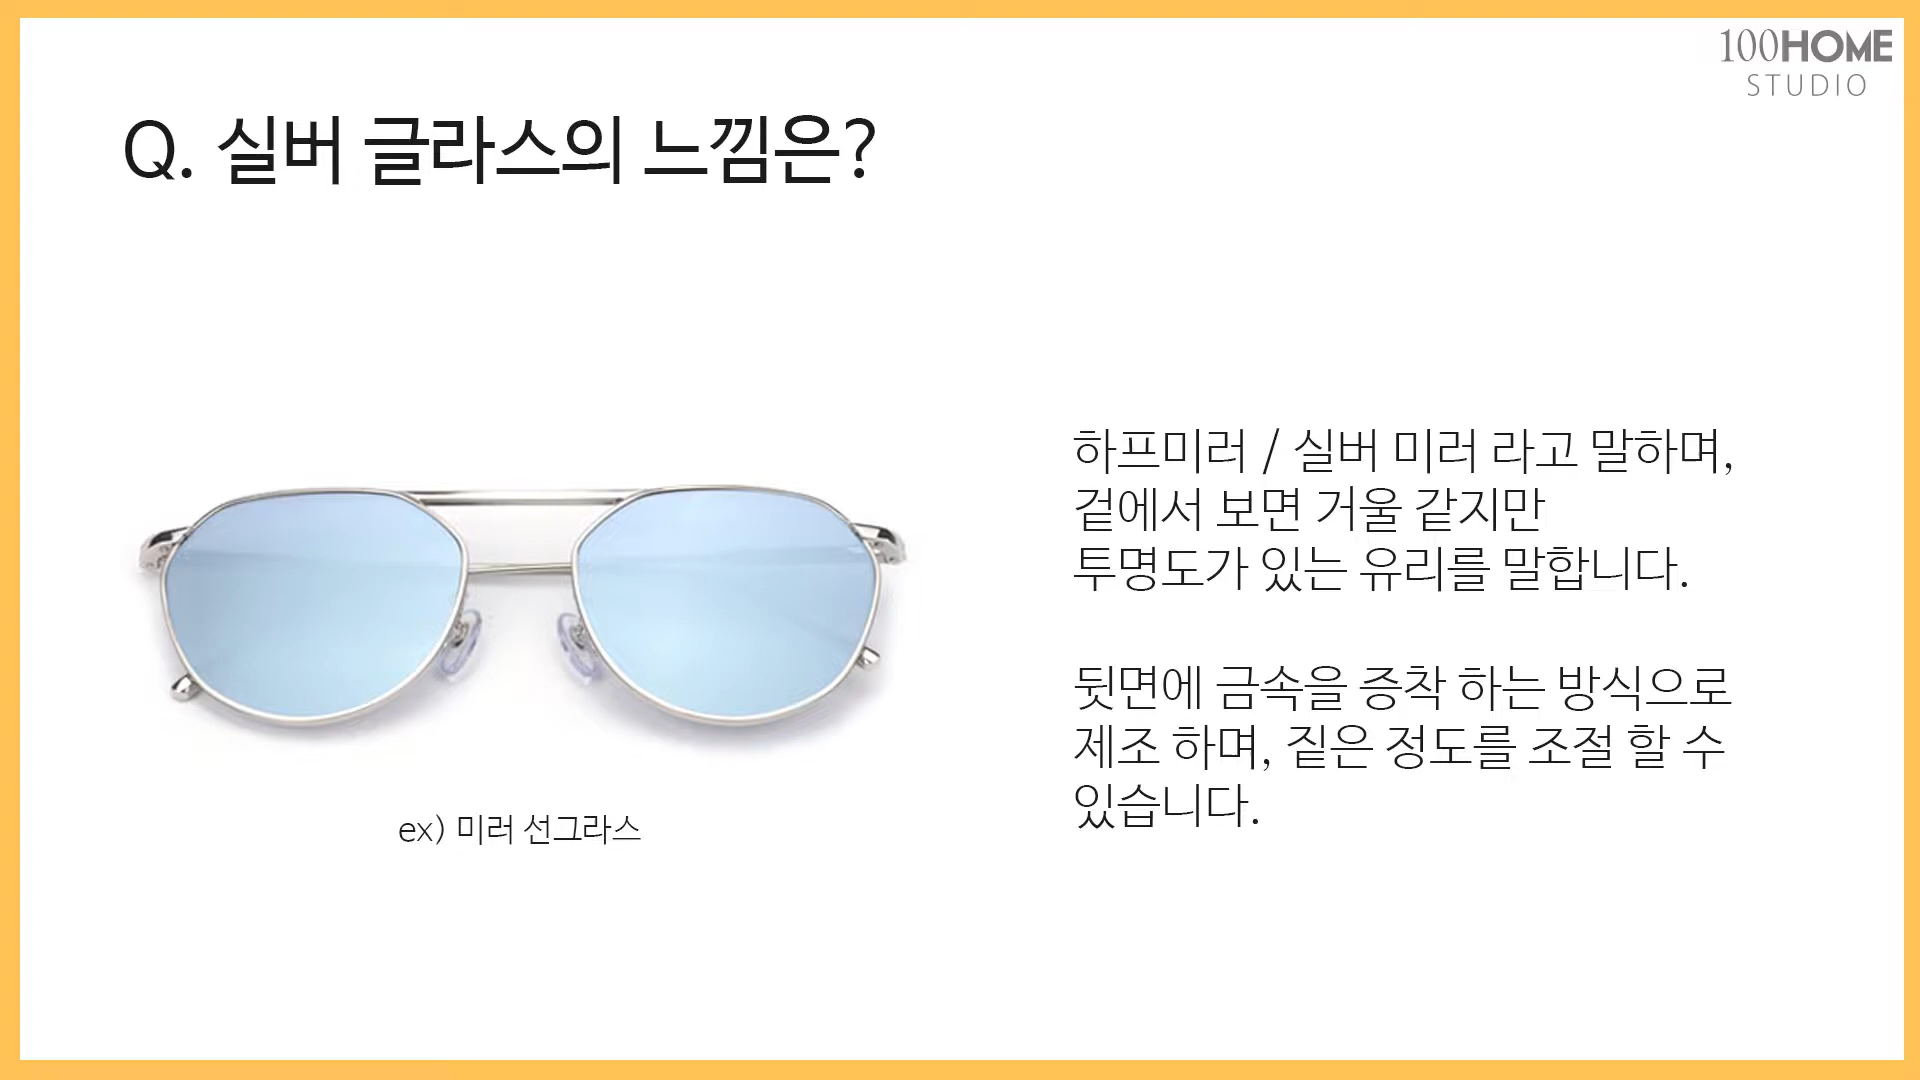 100HOME
STUDIO
Q. 실버 글라스의 느낌은?
하프미러 / 실버 미러 라고 말하며,
겉에서 보면 거울 같지만
투명도가 있는 유리를 말합니다.
뒷면에 금속을 증착 하는 방식으로
제조 하며, 짙은 정도를 조절 할 수
있습니다.
ex) 미러 선그라스